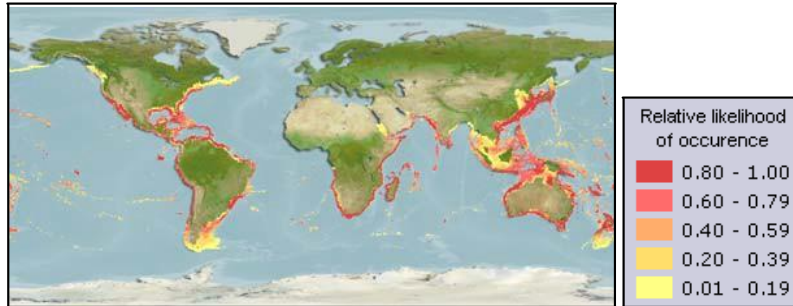 Relative likelihood
of occurence
0.80 - 1.00
0.60 - 0.79
0.40 - 0.59
0.20 - 0.39
0.01 - 0.19